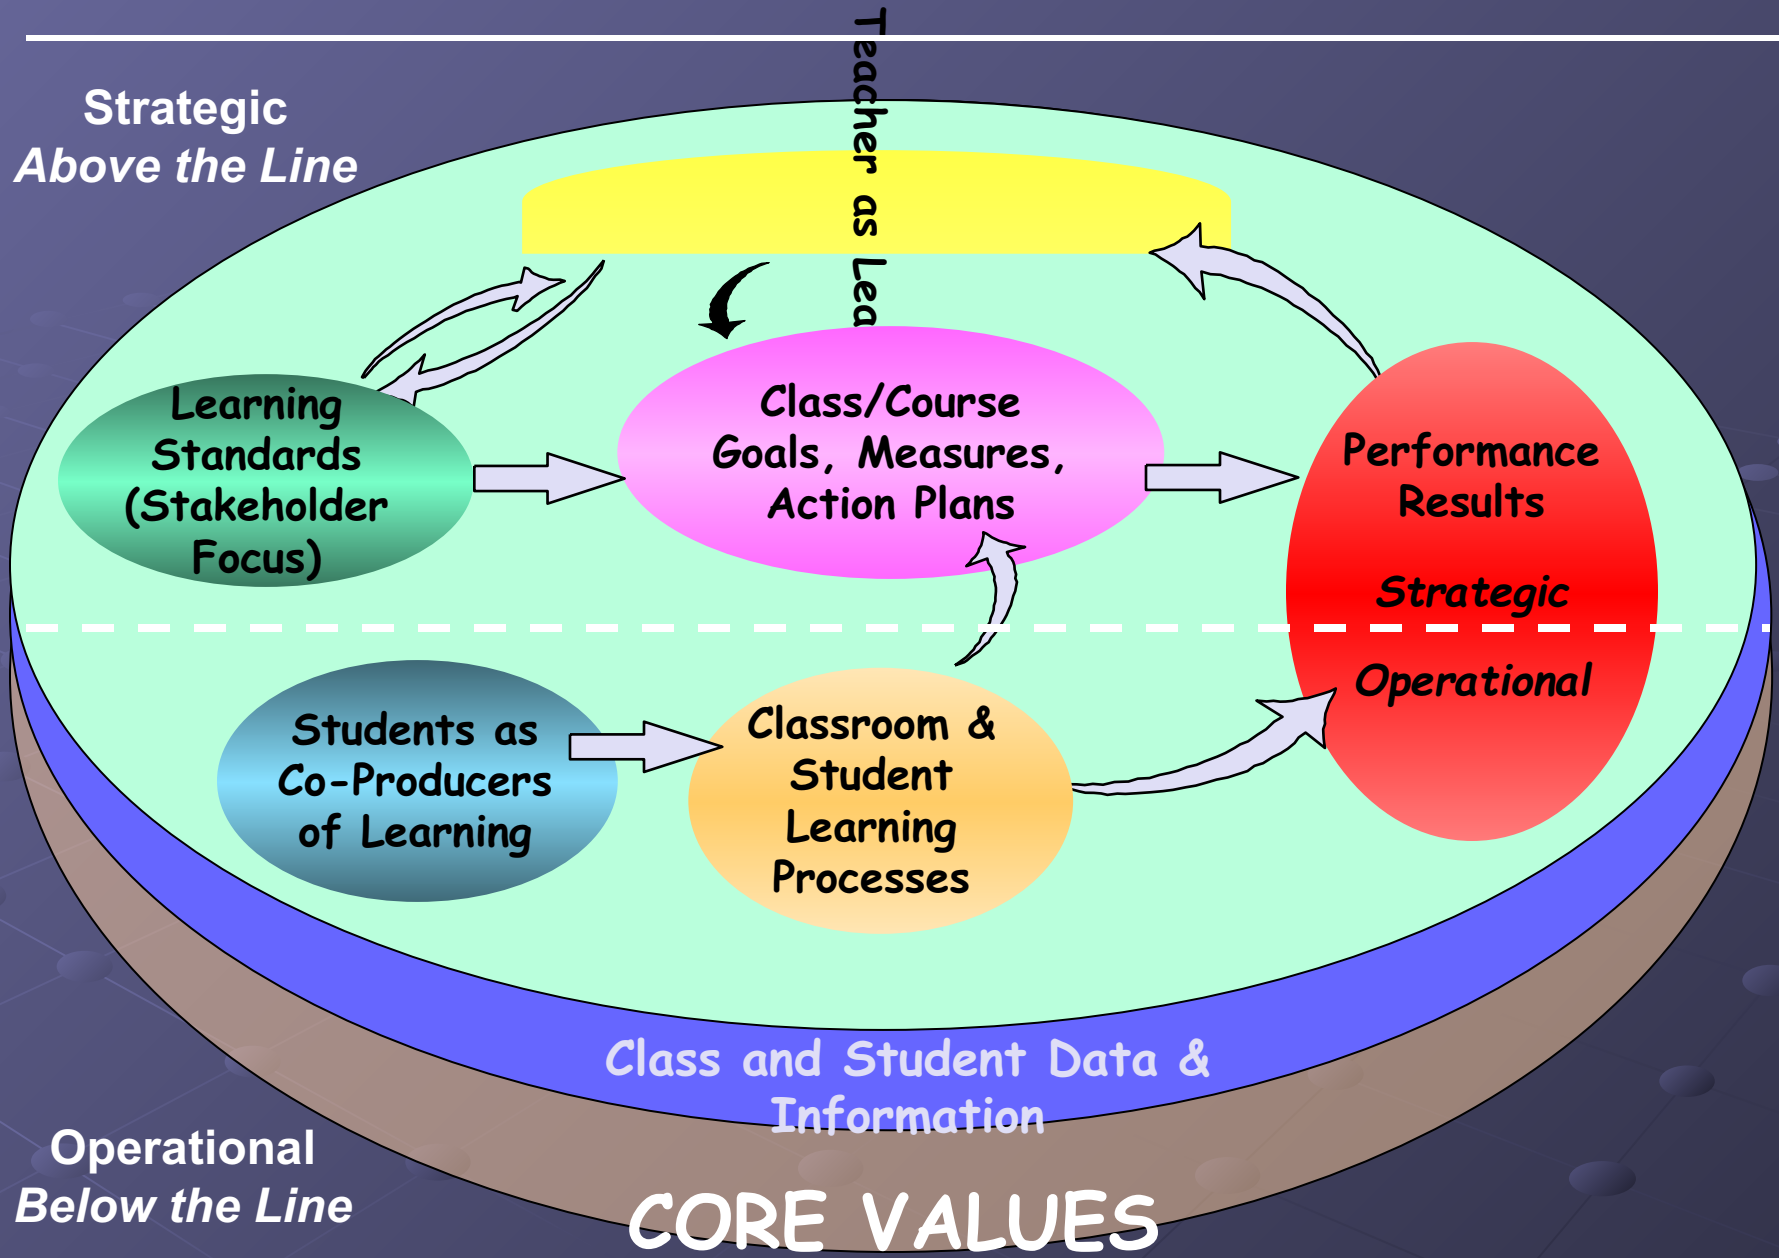 Teacher as Lea
Strategic
Above the Line
Learning
Standards
(Stakeholder
Focus)
Class/Course
Goals, Measures,
Action Plans
Performance
Results
Strategic
Operational
Students as
Co-Producers
of Learning
Classroom &
Student
Learning
Processes
Class and Student Data &
Information
Operational
Below the Line
CORE VALUES